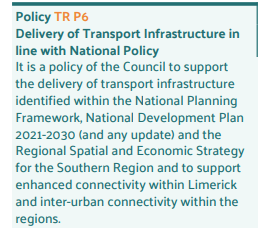 Policy TR P6
Delivery of Transport Infrastructure in
line with National Policy
It is a policy of the Council to support
the delivery of transport infrastructure
identified within the National Planning
Framework, National Development Plan
2021-2030 (and any update) and the
Regional Spatial and Economic Strategy
for the Southern Region and to support
enhanced connectivity within Limerick
and inter-urban connectivity within the
regions.